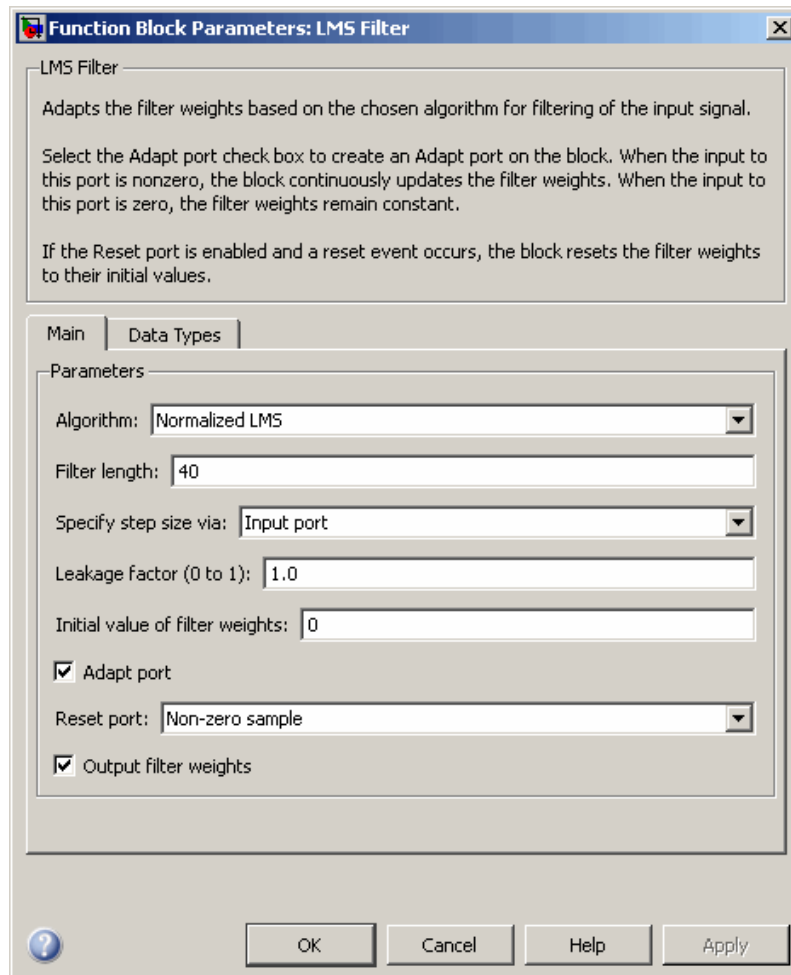 Function Block Parameters: LMS Filter
LMS Filter
Adapts the filter weights based on the chosen algorithm for filtering of the input signal.
Select the Adapt port check box to create an Adapt port on the block. When the input to
this port is nonzero, the block continuously updates the filter weights. When the input to
this port is zero, the filter weights remain constant.
If the Reset port is enabled and a reset event occurs, the block resets the filter weights
to their initial values.
Main Data Types
Parameters
Algorithm: Normalized LMS
Filter length: 40
Specify step size via: Input port
Leakage factor (0 to 1): 1.0
Initial value of filter weights: 0
Adapt port
Reset port: Non-zero sample
Output filter weights
? OK Cancel Help Apply